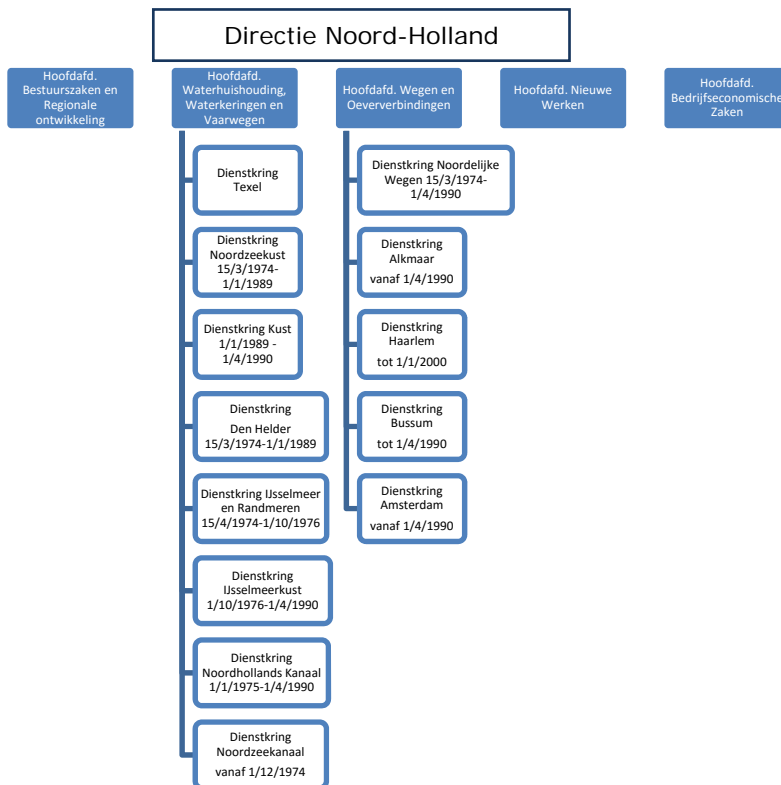 Directie Noord-Holland
Hoofdafd.
Bestuurszaken en
Regionale
ontwikkeling
Hoofdafd.
Waterhuishouding,
Waterkeringen en
Vaarwegen
Hoofdafd. Wegen en
Oeververbindingen
Hoofdafd. Nieuwe
Werken
Hoofdafd.
Bedrijfseconomische
Zaken
Dienstkring
Texel
Dienstkring
Noordzeekust
15/3/1974-
1/1/1989
Dienstkring Kust
1/1/1989 -
1/4/1990
Dienstkring
Den Helder
15/3/1974-1/1/1989
Dienstkring IJsselmeer
en Randmeren
15/4/1974-1/10/1976
Dienstkring
IJsselmeerkust
1/10/1976-1/4/1990
Dienstkring
Noordhollands Kanaal
1/1/1975-1/4/1990
Dienstkring
Noordzeekanaal
vanaf 1/12/1974
Dienstkring Noordelijke
Wegen 15/3/1974-
1/4/1990
Dienstkring
Alkmaar
vanaf 1/4/1990
Dienstkring
Haarlem
tot 1/1/2000
Dienstkring
Bussum
tot 1/4/1990
Dienstkring
Amsterdam
vanaf 1/4/1990